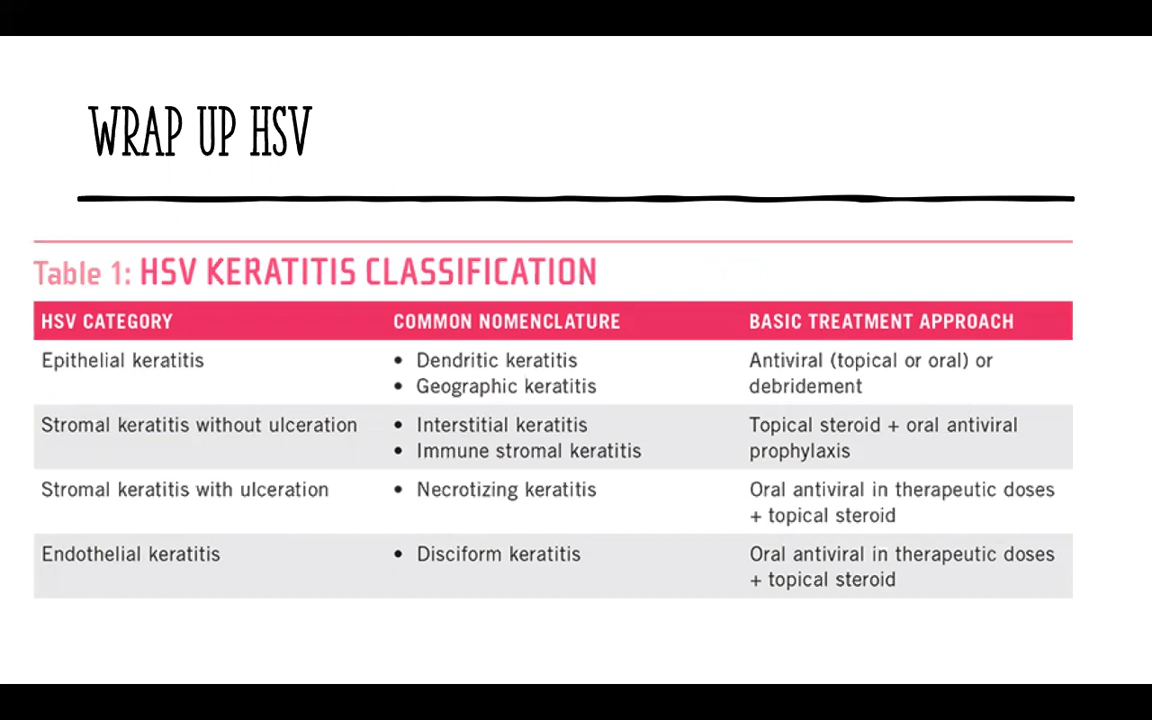 WRAP UP HSV
Table 1: HSV KERATITIS CLASSIFICATION
HSV CATEGORY COMMON NOMENCLATURE BASIC TREATMENT APPROACH
Epithelial keratitis • Dendritic keratitis Antiviral (topical or oral) or
• Geographic keratitis debridement
Stromal keratitis without ulceration • Interstitial keratitis Topical steroid + oral antiviral
• Immune stromal keratitis prophylaxis
Stromal keratitis with ulceration • Necrotizing keratitis Oral antiviral in therapeutic doses
+ topical steroid
Endothelial keratitis • Disciform keratitis Oral antiviral in therapeutic doses
+ topical steroid